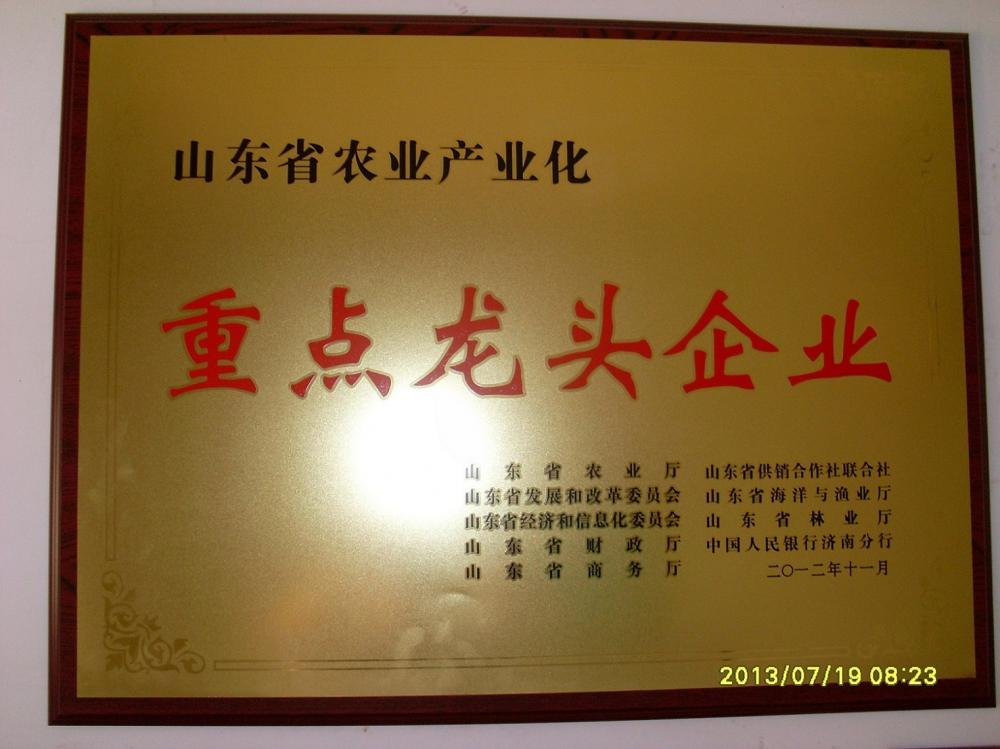 山东省农业产业化
重点龙头企业
山东省农业厅 山东省供销合作社联合社
山东省发展和改革委员会 山东省海洋与渔业厅
山东省经济和信息化委员会 山东省林业厅
山东省财政厅 中国人民银行济南分行
山东省商务厅 二〇一二年十一月
2013/07/19 08:23